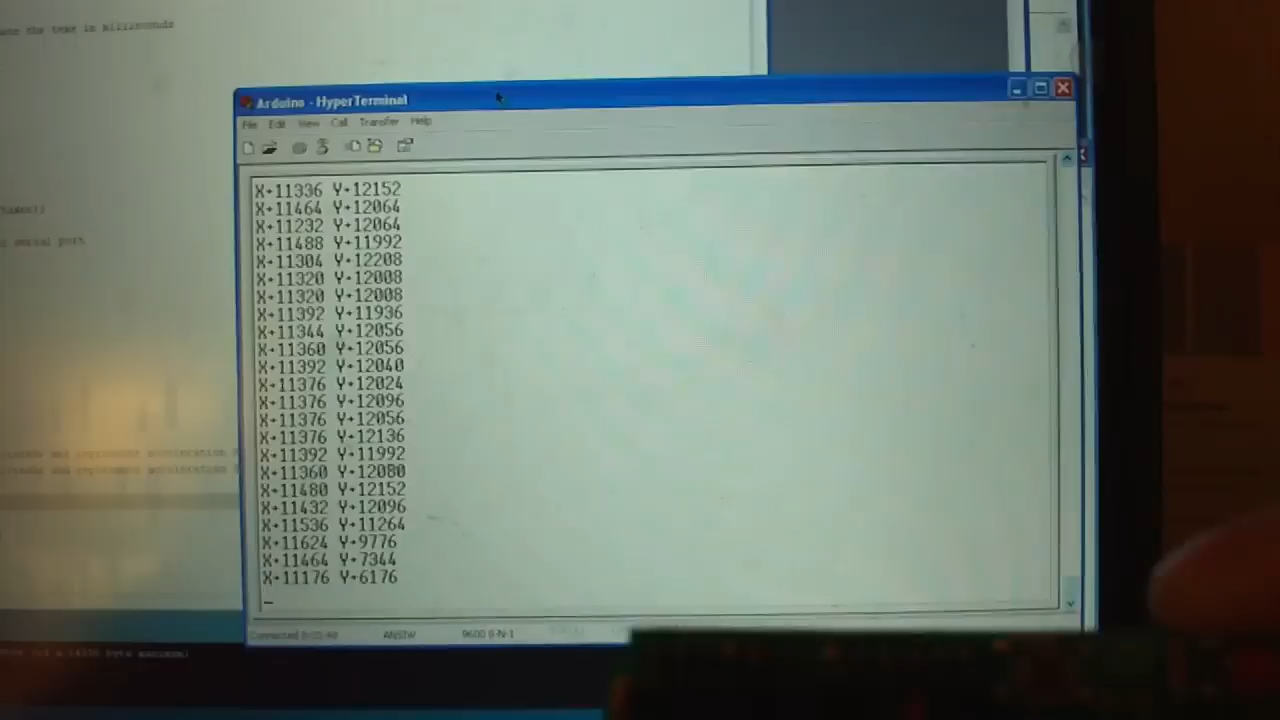 serial port
Arduino - HyperTerminal
File Edit View Call Transfer Help
X+11336 Y+12152
X+11464 Y+12064
X+11232 Y+12064
X+11488 Y+11992
X+11304 Y+12208
X+11320 Y+12008
X+11320 Y+12008
X+11392 Y+11936
X+11344 Y+12056
X+11360 Y+12056
X+11392 Y+12040
X+11376 Y+12024
X+11376 Y+12096
X+11376 Y+12056
X+11376 Y+12136
X+11392 Y+11992
X+11360 Y+12080
X+11480 Y+12152
X+11432 Y+12096
X+11536 Y+11264
X+11624 Y+9776
X+11464 Y+7344
X+11176 Y+6176
_
Connected ANSIW 9600 8-N-1